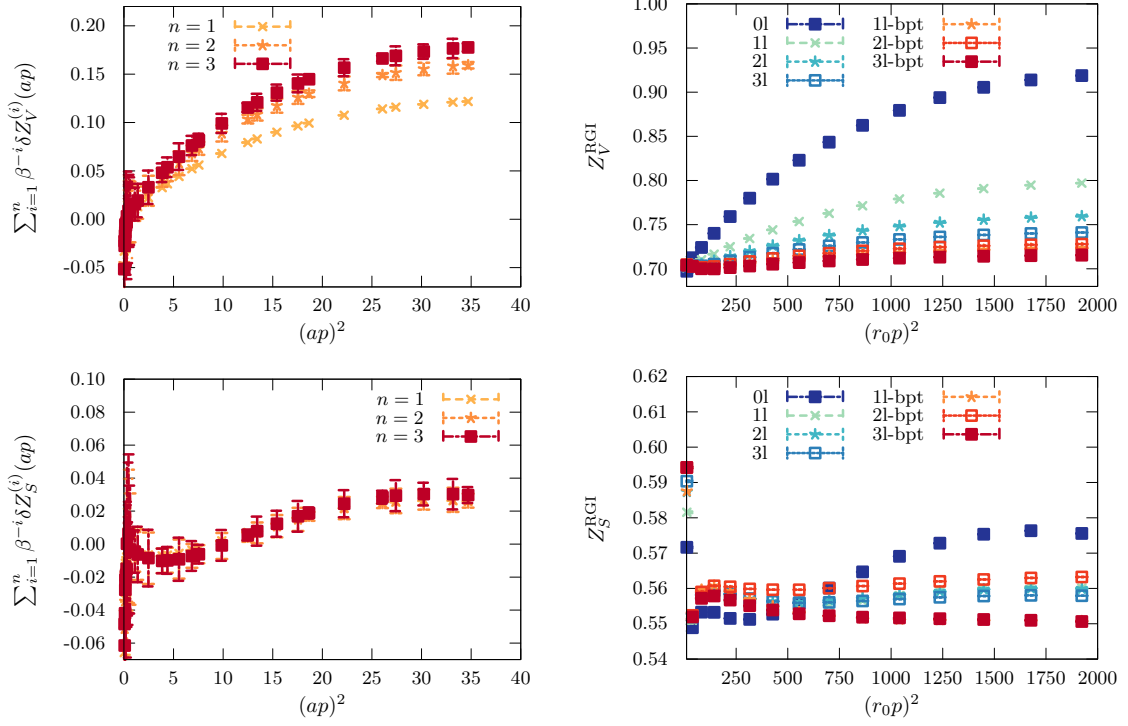 0.20
0.15
0.10
0.05
0.00
-0.05
0 5 10 15 20 25 30 35 40
(ap)²
∑ⁿᵢ₌₁ β⁻ⁱ δZ_V^{(i)}(ap)
n = 1
n = 2
n = 3
1.00
0.95
0.90
0.85
0.80
0.75
0.70
250 500 750 1000 1250 1500 1750 2000
(r₀p)²
Z_V^{RGI}
0l
1l
2l
3l
1l-bpt
2l-bpt
3l-bpt
0.10
0.08
0.06
0.04
0.02
0.00
-0.02
-0.04
-0.06
0 5 10 15 20 25 30 35 40
(ap)²
∑ⁿᵢ₌₁ β⁻ⁱ δZ_S^{(i)}(ap)
n = 1
n = 2
n = 3
0.62
0.61
0.60
0.59
0.58
0.57
0.56
0.55
0.54
250 500 750 1000 1250 1500 1750 2000
(r₀p)²
Z_S^{RGI}
0l
1l
2l
3l
1l-bpt
2l-bpt
3l-bpt